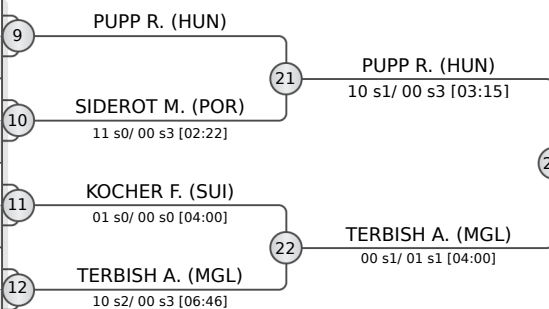 PUPP R. (HUN)
9
21
PUPP R. (HUN)
10 s1/ 00 s3 [03:15]
SIDEROT M. (POR)
10
11 s0/ 00 s3 [02:22]
KOCHER F. (SUI)
11
01 s0/ 00 s0 [04:00]
22
TERBISH A. (MGL)
00 s1/ 01 s1 [04:00]
TERBISH A. (MGL)
12
10 s2/ 00 s3 [06:46]